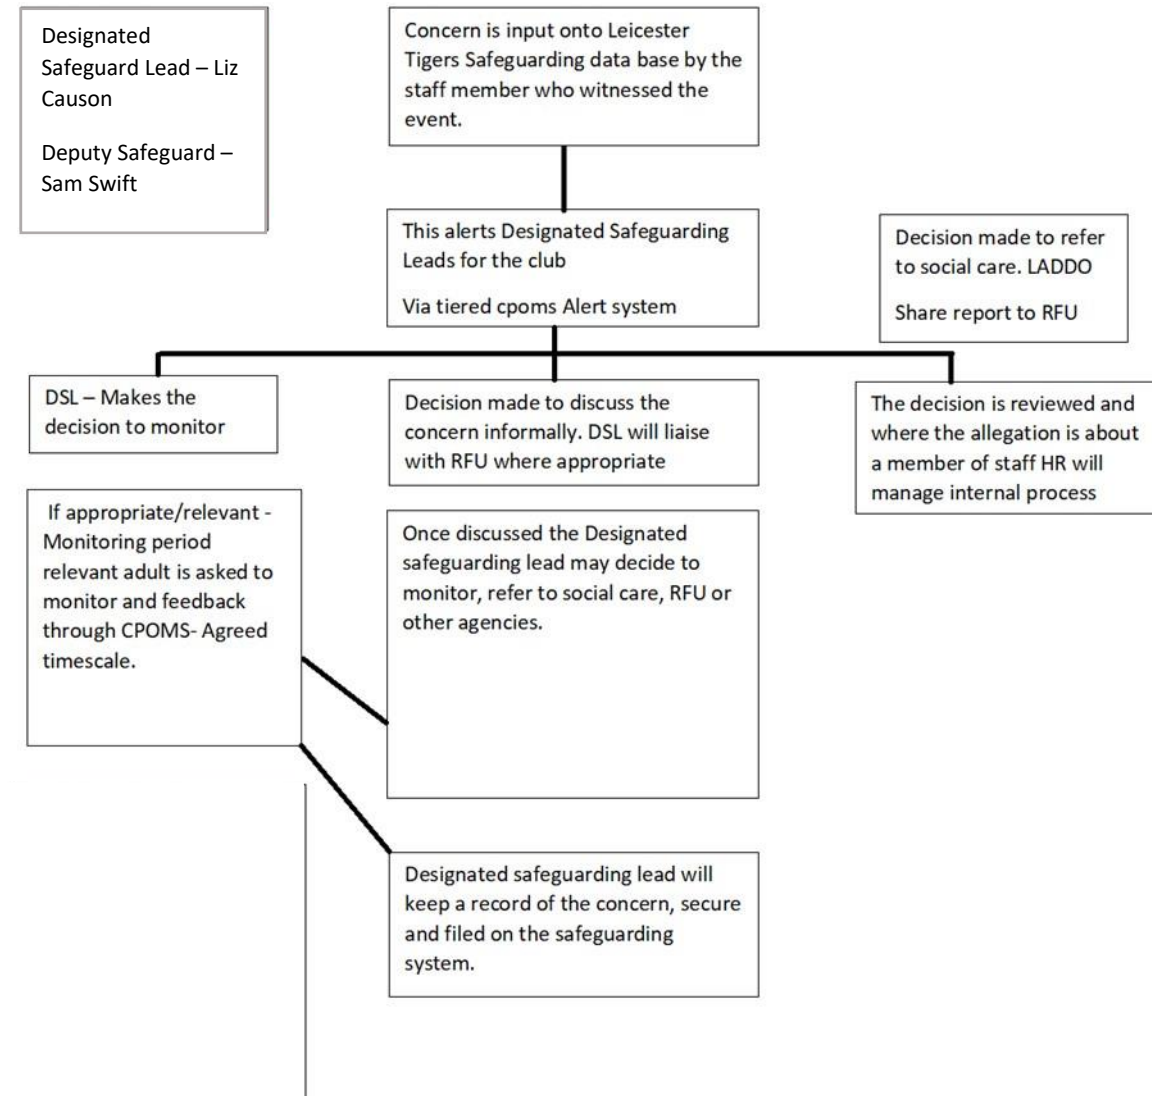 Designated
Safeguard Lead – Liz
Causon
Deputy Safeguard –
Sam Swift
Concern is input onto Leicester
Tigers Safeguarding data base by the
staff member who witnessed the
event.
This alerts Designated Safeguarding
Leads for the club
Via tiered cpoms Alert system
Decision made to refer
to social care. LADDO
Share report to RFU
DSL – Makes the
decision to monitor
Decision made to discuss the
concern informally. DSL will liaise
with RFU where appropriate
The decision is reviewed and
where the allegation is about
a member of staff HR will
manage internal process
If appropriate/relevant -
Monitoring period
relevant adult is asked to
monitor and feedback
through CPOMS- Agreed
timescale.
Once discussed the Designated
safeguarding lead may decide to
monitor, refer to social care, RFU or
other agencies.
Designated safeguarding lead will
keep a record of the concern, secure
and filed on the safeguarding
system.